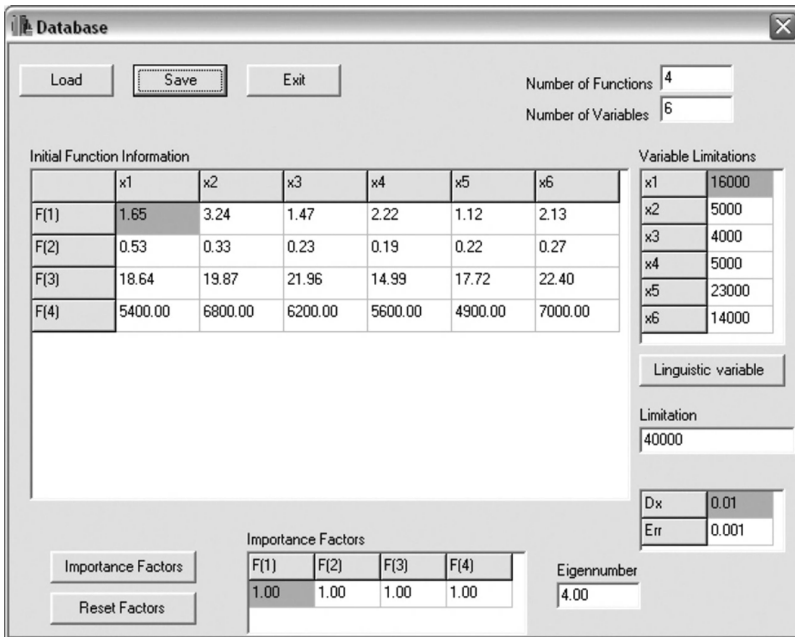 Database
Load Save Exit
Number of Functions 4
Number of Variables 6
Initial Function Information
x1 x2 x3 x4 x5 x6
F(1) 1.65 3.24 1.47 2.22 1.12 2.13
F(2) 0.53 0.33 0.23 0.19 0.22 0.27
F(3) 18.64 19.87 21.96 14.99 17.72 22.40
F(4) 5400.00 6800.00 6200.00 5600.00 4900.00 7000.00
Variable Limitations
x1 16000
x2 5000
x3 4000
x4 5000
x5 23000
x6 14000
Linguistic variable
Limitation
40000
Dx 0.01
Err 0.001
Importance Factors
Reset Factors
Importance Factors
F(1) F(2) F(3) F(4)
1.00 1.00 1.00 1.00
Eigennumber
4.00